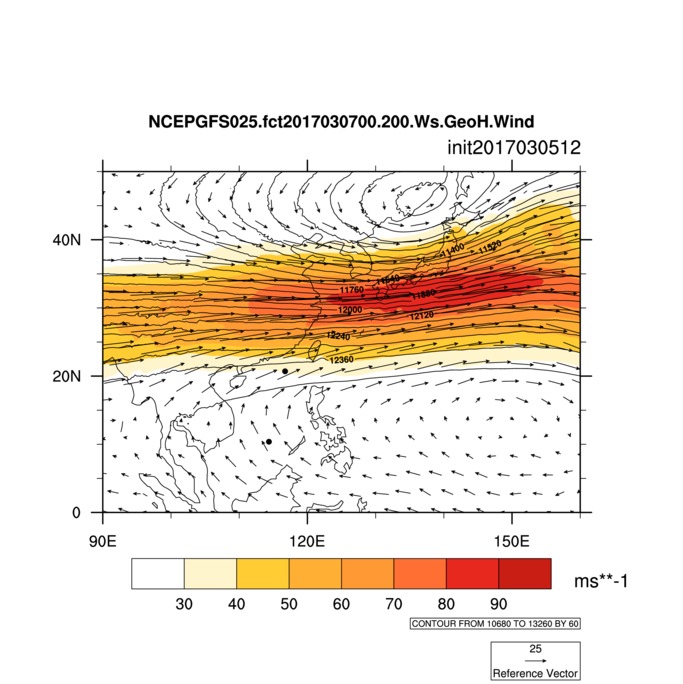 NCEPGFS025.fct2017030700.200.Ws.GeoH.Wind
init2017030512
40N
11400
11520
11640
11760
11880
12000
12120
12240
12360
20N
0
90E 120E 150E
ms**-1
30 40 50 60 70 80 90
CONTOUR FROM 10680 TO 13260 BY 60
25
Reference Vector